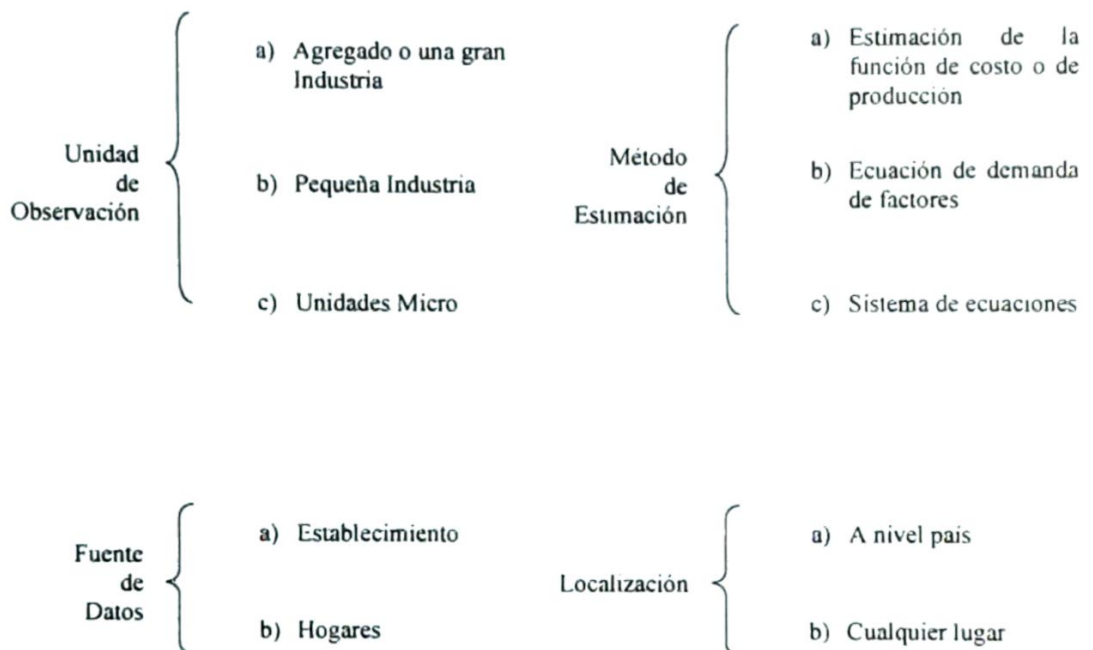 Unidad
de
Observación
a) Agregado o una gran
Industria
b) Pequeña Industria
c) Unidades Micro
Método
de
Estimación
a) Estimación de la
función de costo o de
producción
b) Ecuación de demanda
de factores
c) Sistema de ecuaciones
Fuente
de
Datos
a) Establecimiento
b) Hogares
Localización
a) A nivel país
b) Cualquier lugar